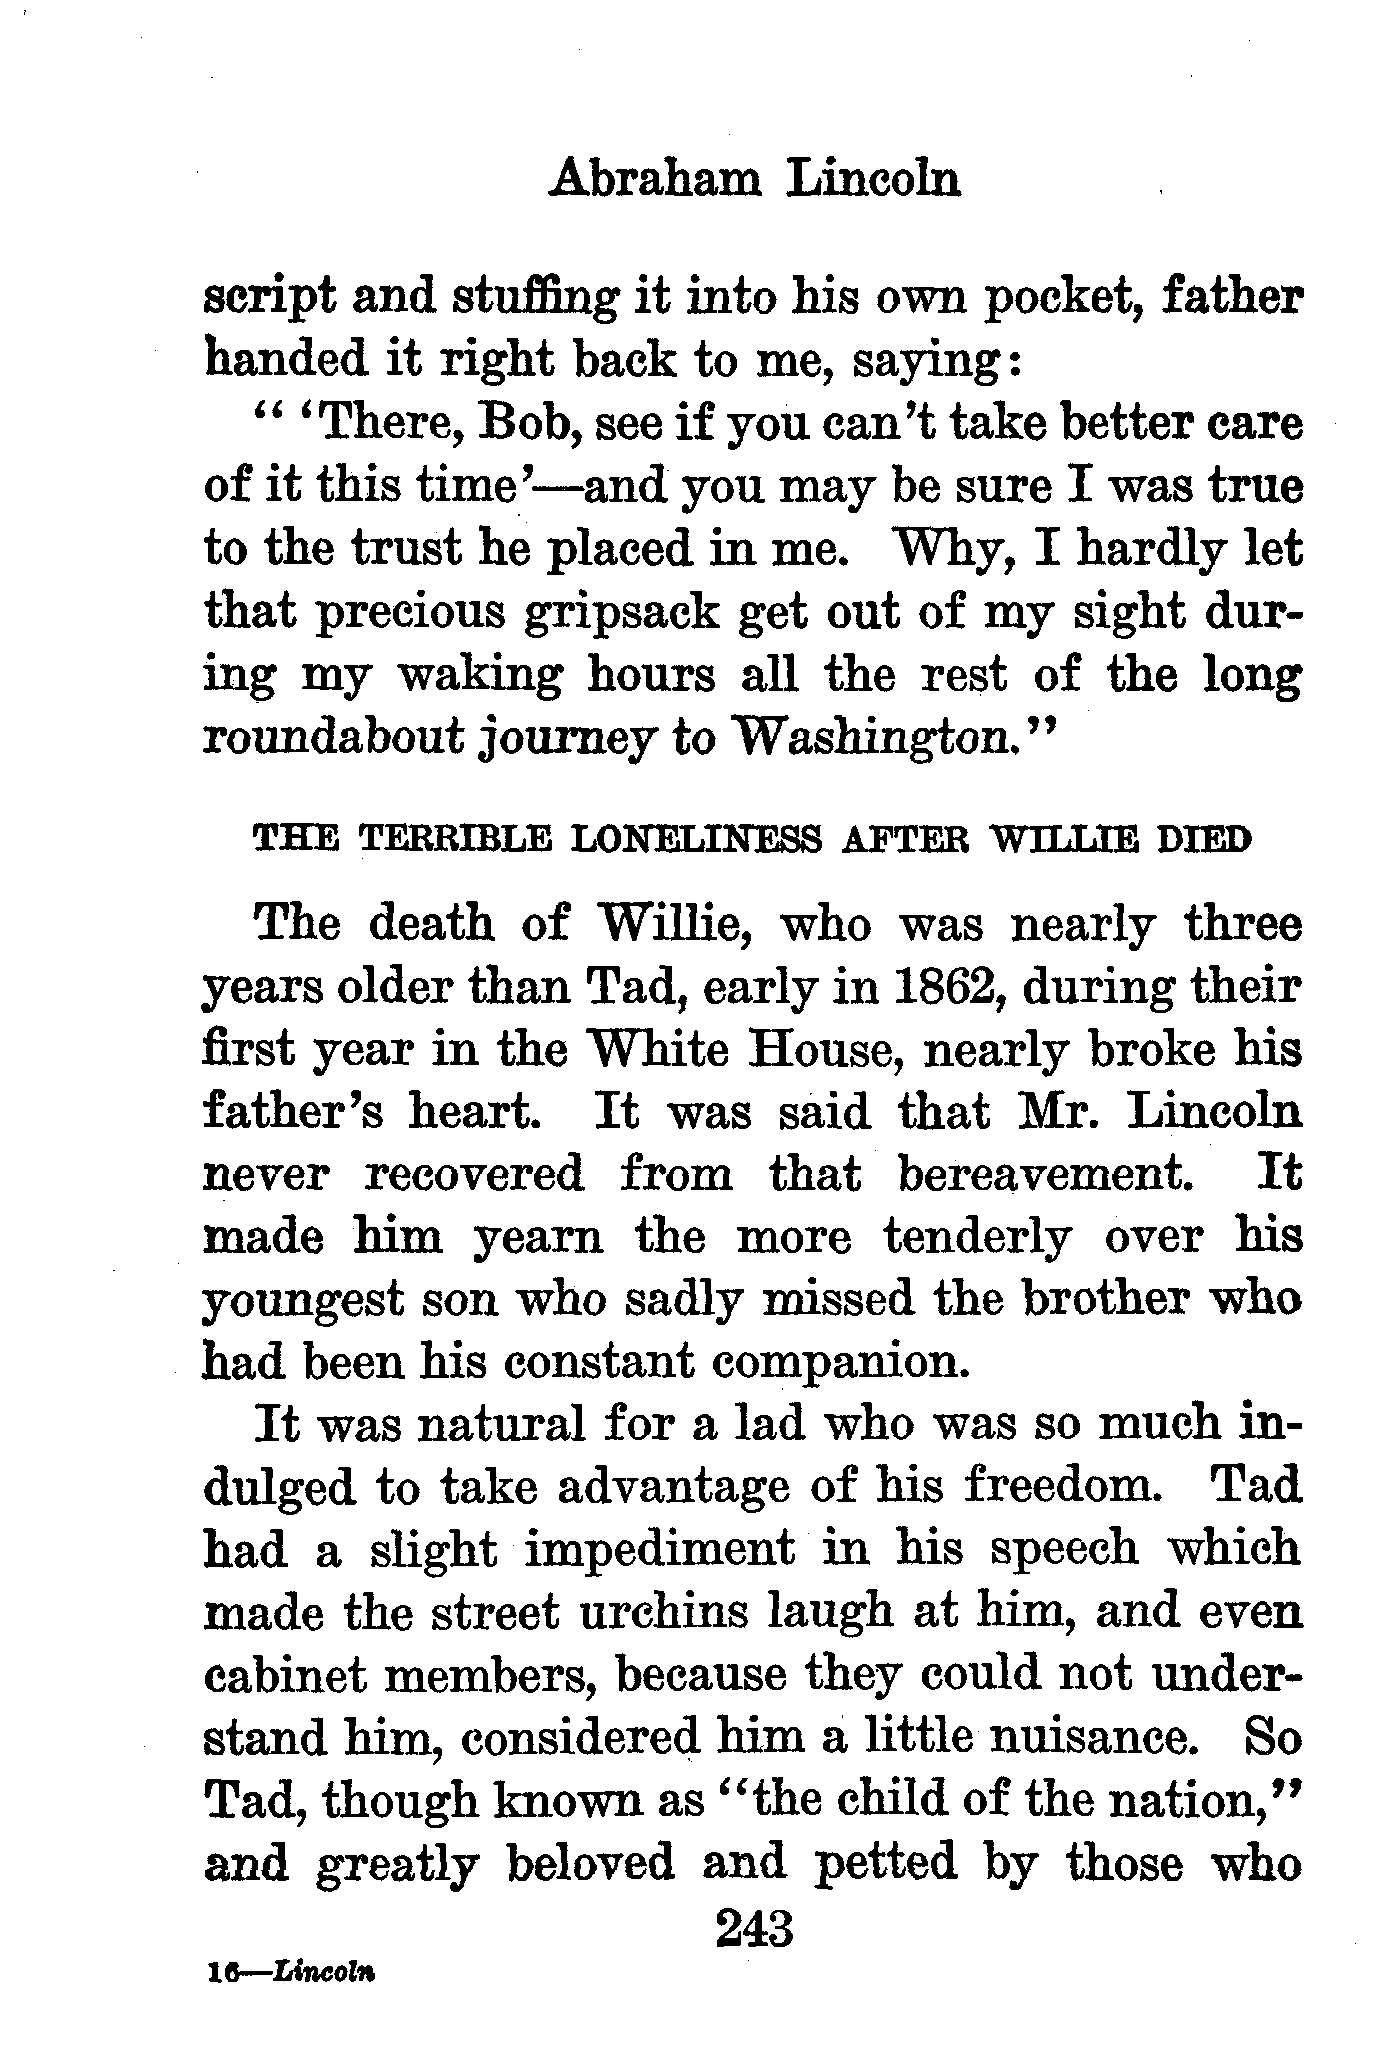 Abraham Lincoln
script and stuffing it into his own pocket, father
handed it right back to me, saying:
“ ‘There, Bob, see if you can’t take better care
of it this time’—and you may be sure I was true
to the trust he placed in me. Why, I hardly let
that precious gripsack get out of my sight dur-
ing my waking hours all the rest of the long
roundabout journey to Washington.”
THE TERRIBLE LONELINESS AFTER WILLIE DIED
The death of Willie, who was nearly three
years older than Tad, early in 1862, during their
first year in the White House, nearly broke his
father’s heart. It was said that Mr. Lincoln
never recovered from that bereavement. It
made him yearn the more tenderly over his
youngest son who sadly missed the brother who
had been his constant companion.
It was natural for a lad who was so much in-
dulged to take advantage of his freedom. Tad
had a slight impediment in his speech which
made the street urchins laugh at him, and even
cabinet members, because they could not under-
stand him, considered him a little nuisance. So
Tad, though known as “the child of the nation,”
and greatly beloved and petted by those who
243
16—Lincoln